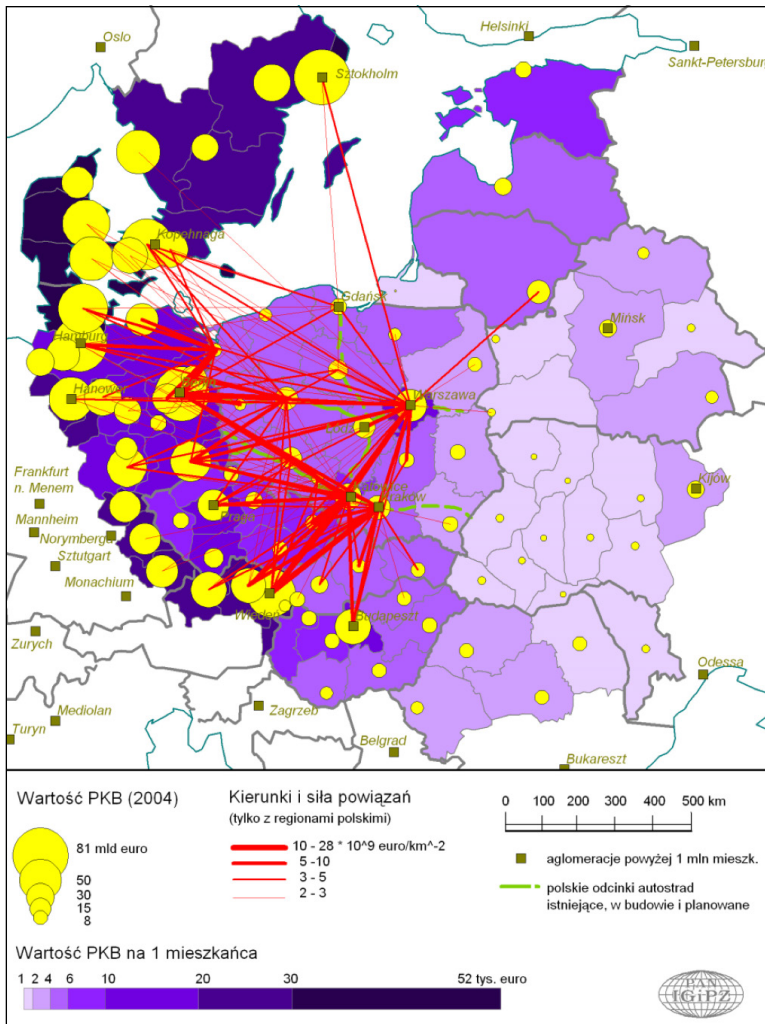 Oslo
Helsinki
Sankt-Petersburg
Sztokholm
Kopehnaga
Gdańsk
Mińsk
Hamburg
Hanower
Warszawa
Kijów
Frankfurt
n. Menem
Kraków
Praga
Mannheim
Norymberga
Sztutgart
Monachium
Wiedeń
Budapeszt
Zurych
Odessa
Zagrzeb
Mediolan
Turyn
Belgrad
Bukareszt
Wartość PKB (2004)
81 mld euro
50
30
15
8
Kierunki i siła powiązań
(tylko z regionami polskimi)
10 - 28 * 10^9 euro/km^-2
5 -10
3 - 5
2 - 3
0 100 200 300 400 500 km
aglomeracje powyżej 1 mln mieszk.
polskie odcinki autostrad
istniejące, w budowie i planowane
Wartość PKB na 1 mieszkańca
1 2 4 6 10 20 30 52 tys. euro
PAN
IGiPZ